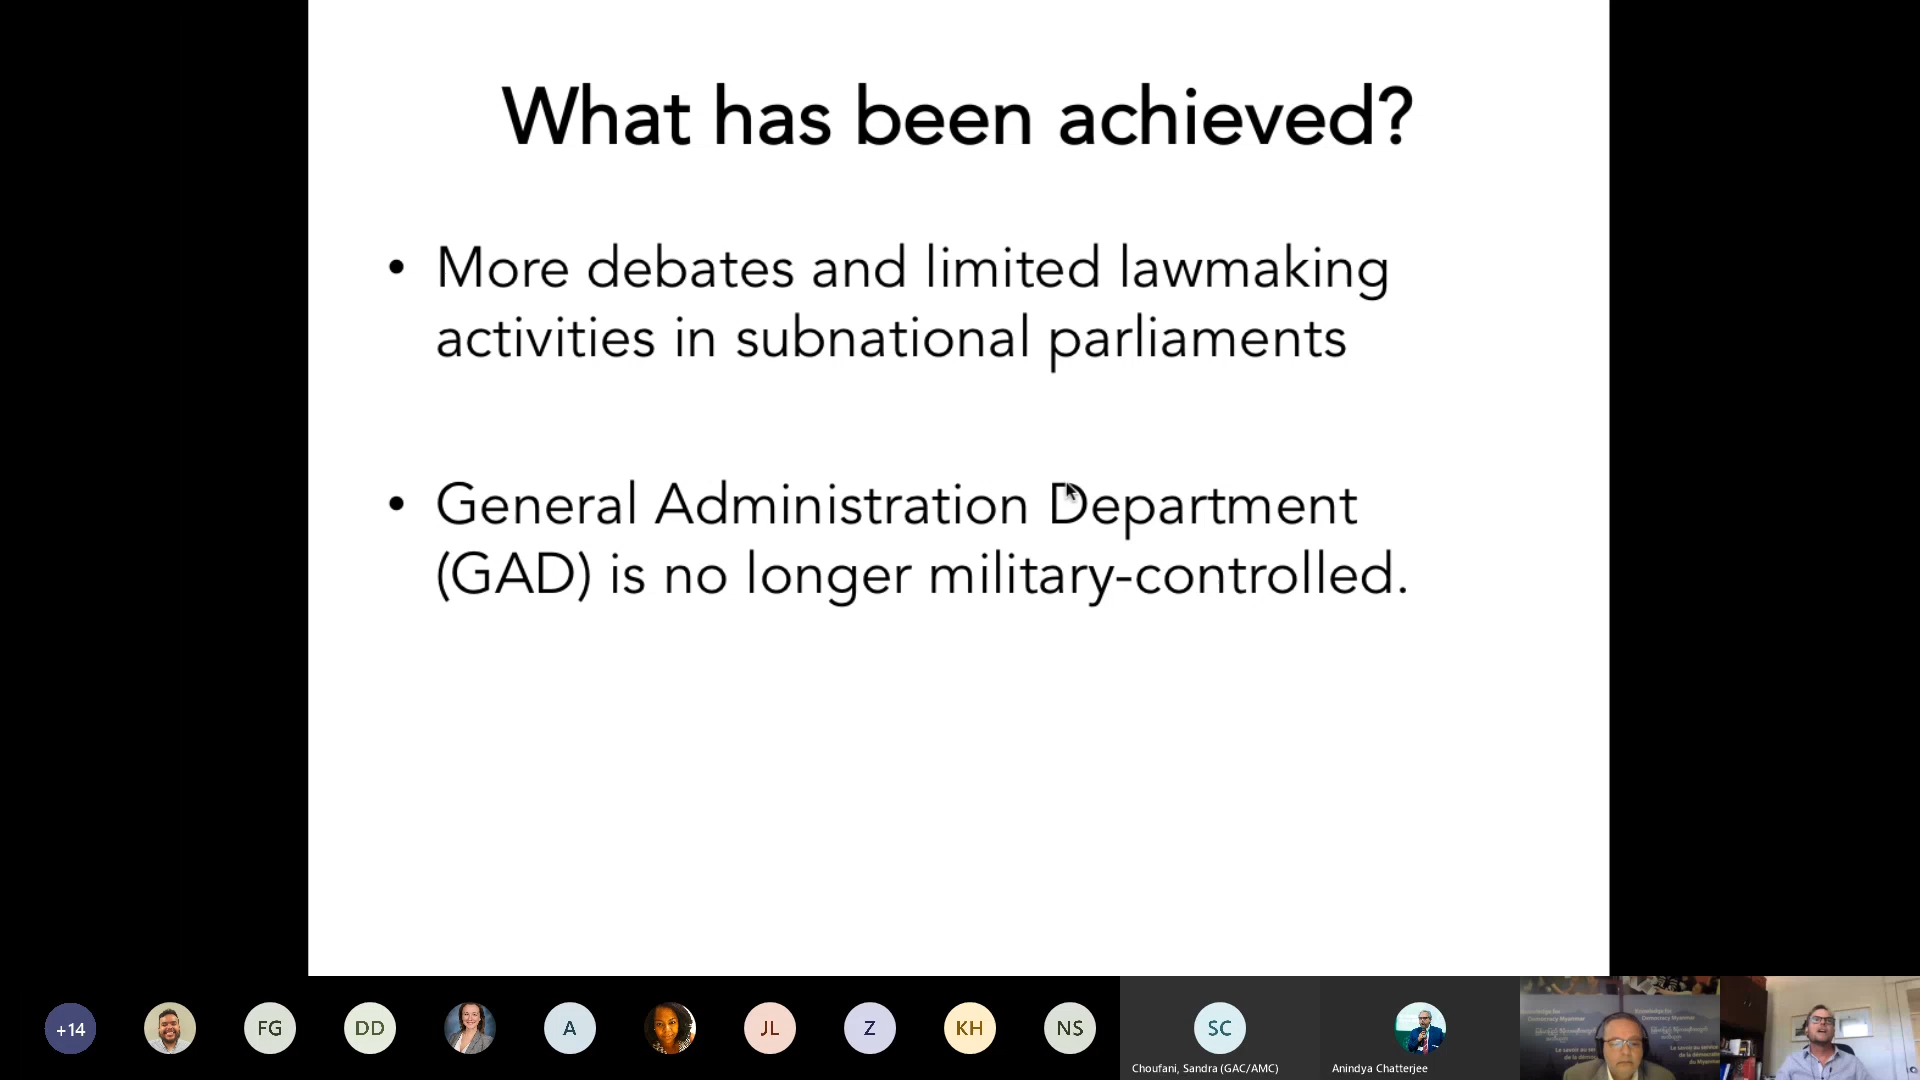 What has been achieved?
• More debates and limited lawmaking
activities in subnational parliaments
• General Administration Department
(GAD) is no longer military-controlled.
+14
FG
DD
A
JL
Z
KH
NS
SC
Choufani, Sandra (GAC/AMC)
Anindya Chatterjee